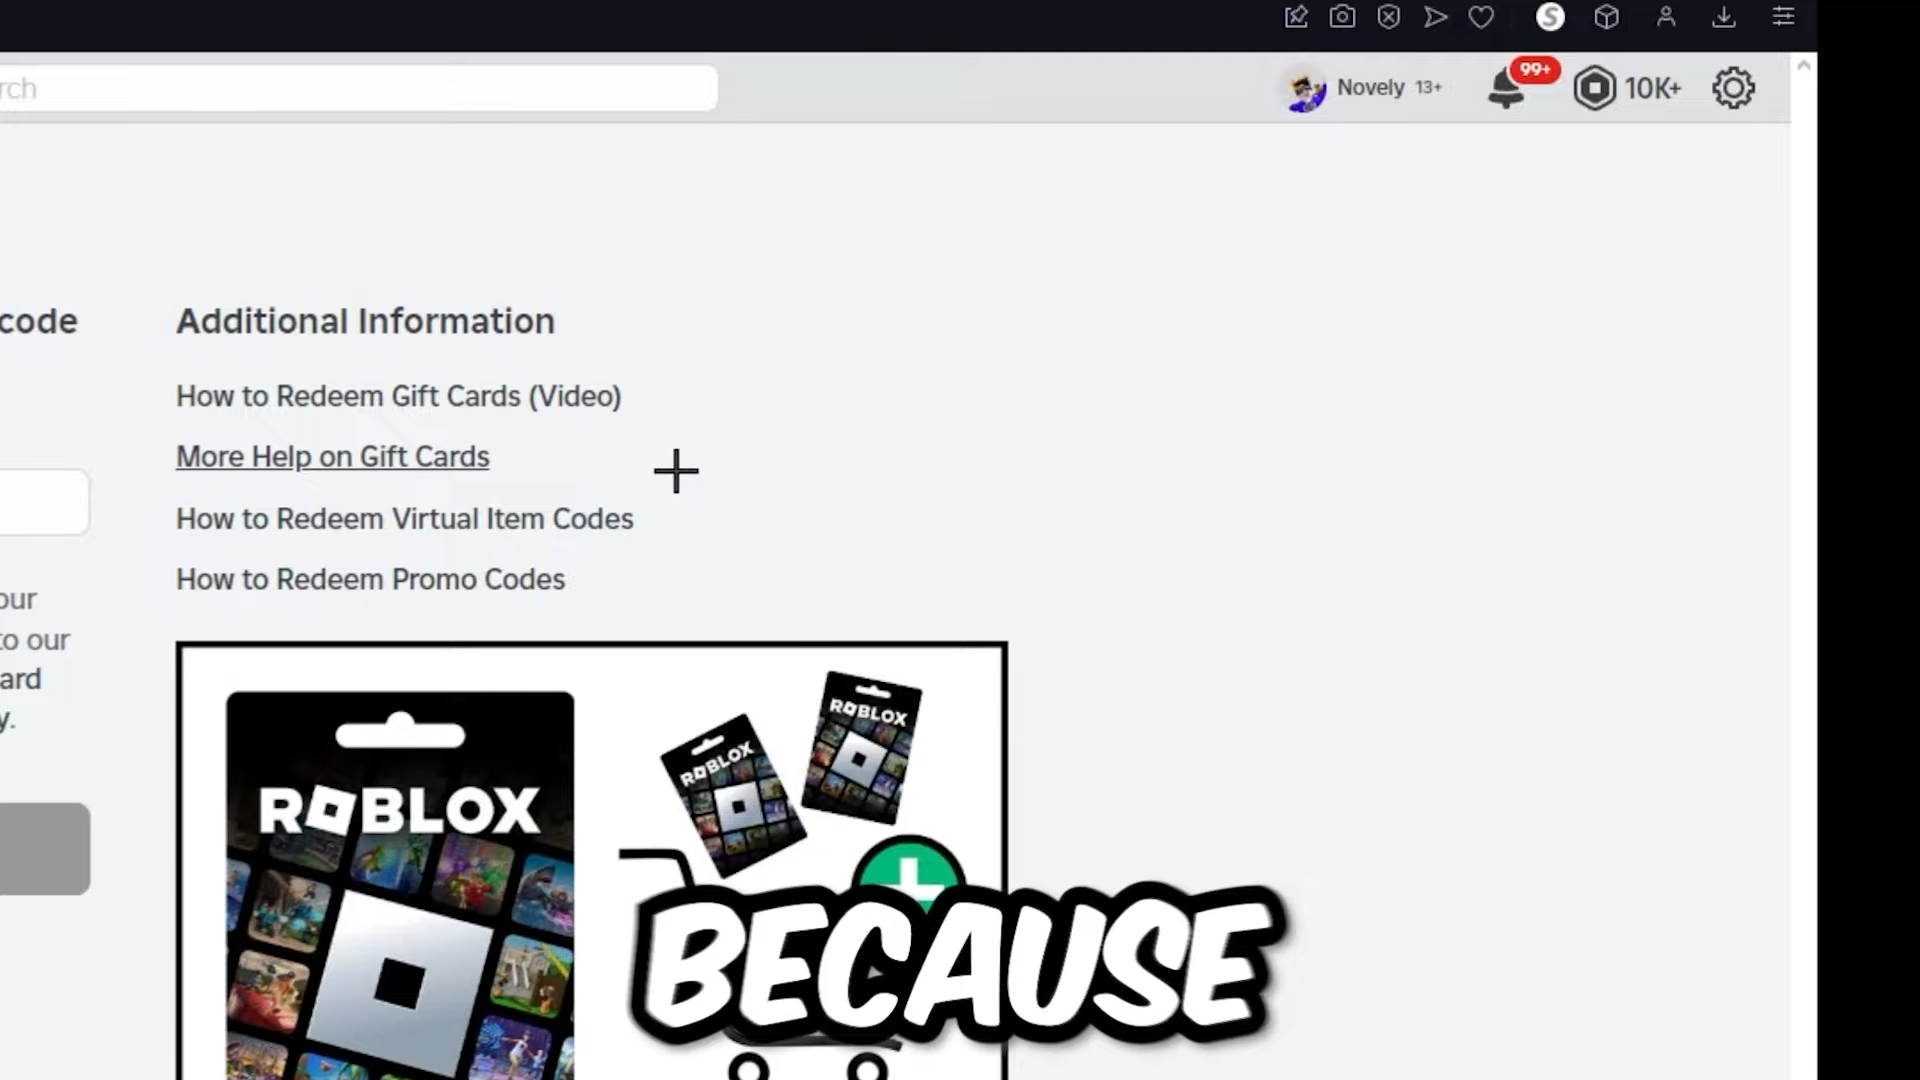 rch
Novely 13+
99+
10K+
code
Additional Information
How to Redeem Gift Cards (Video)
More Help on Gift Cards
How to Redeem Virtual Item Codes
How to Redeem Promo Codes
our
to our
ard
y.
ROBLOX
ROBLOX
ROBLOX
BECAUSE